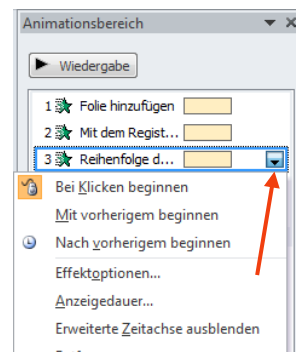 Animationsbereich
Wiedergabe
1 Folie hinzufügen
2 Mit dem Regist...
3 Reihenfolge d...
Bei Klicken beginnen
Mit vorherigem beginnen
Nach vorherigem beginnen
Effektoptionen...
Anzeigedauer...
Erweiterte Zeitachse ausblenden